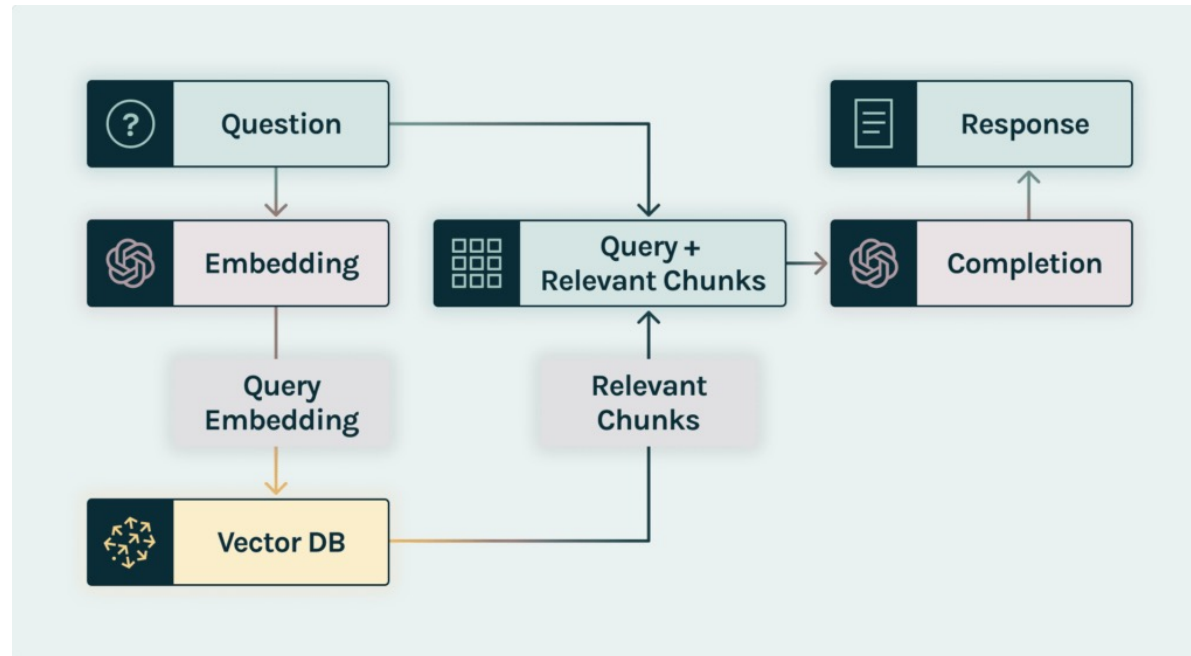 ?
Question
Response
Embedding
Query +
Relevant Chunks
Completion
Query
Embedding
Relevant
Chunks
Vector DB